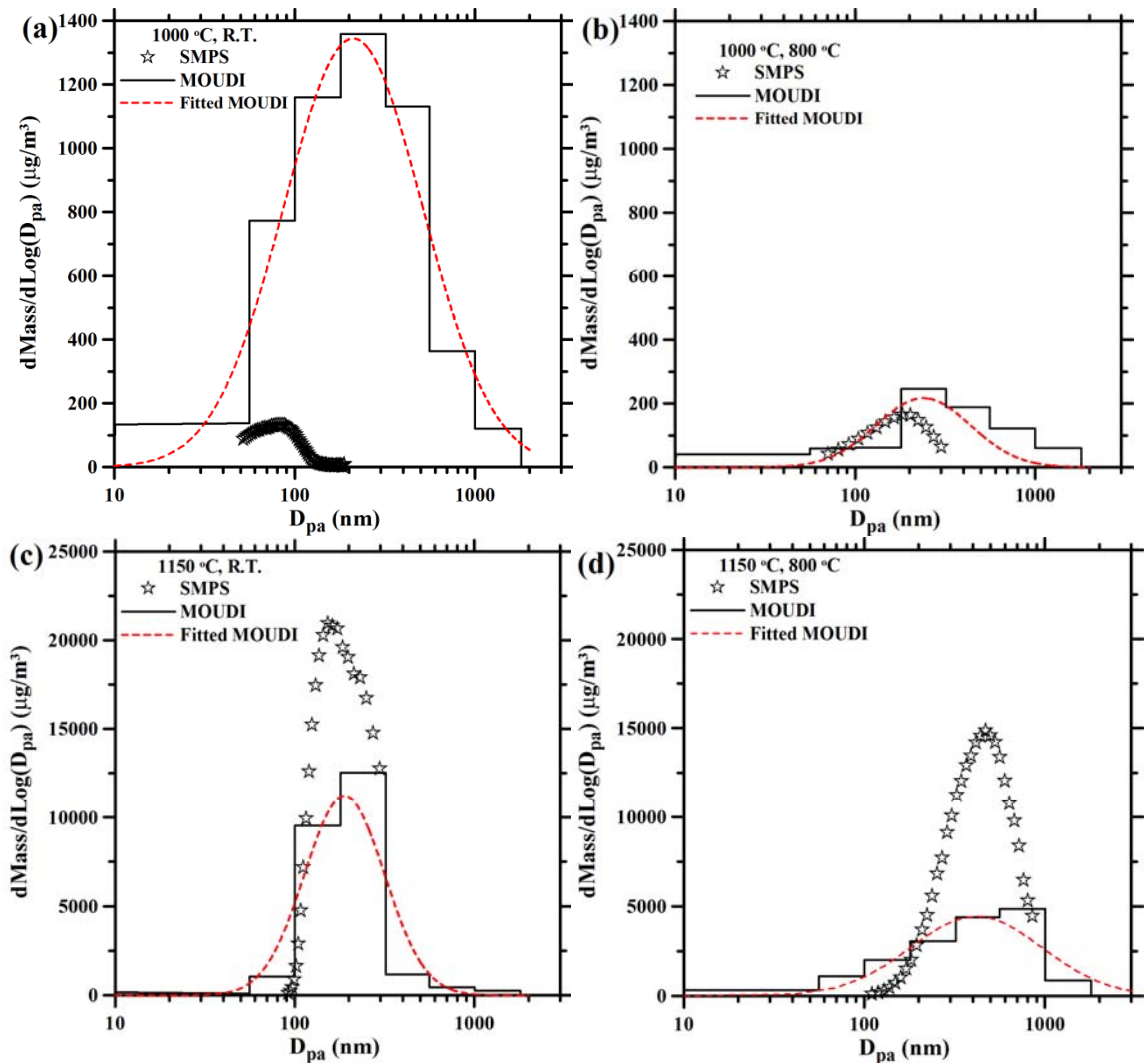 (a)
1000 °C, R.T.
SMPS
MOUDI
Fitted MOUDI
1400
1200
1000
800
600
400
200
0
10
100
1000
dMass/dLog(Dpa) (μg/m³)
Dpa (nm)
(b)
1000 °C, 800 °C
SMPS
MOUDI
Fitted MOUDI
1400
1200
1000
800
600
400
200
0
10
100
1000
dMass/dLog(Dpa) (μg/m³)
Dpa (nm)
(c)
1150 °C, R.T.
SMPS
MOUDI
Fitted MOUDI
25000
20000
15000
10000
5000
0
10
100
1000
dMass/dLog(Dpa) (μg/m³)
Dpa (nm)
(d)
1150 °C, 800 °C
SMPS
MOUDI
Fitted MOUDI
25000
20000
15000
10000
5000
0
10
100
1000
dMass/dLog(Dpa) (μg/m³)
Dpa (nm)